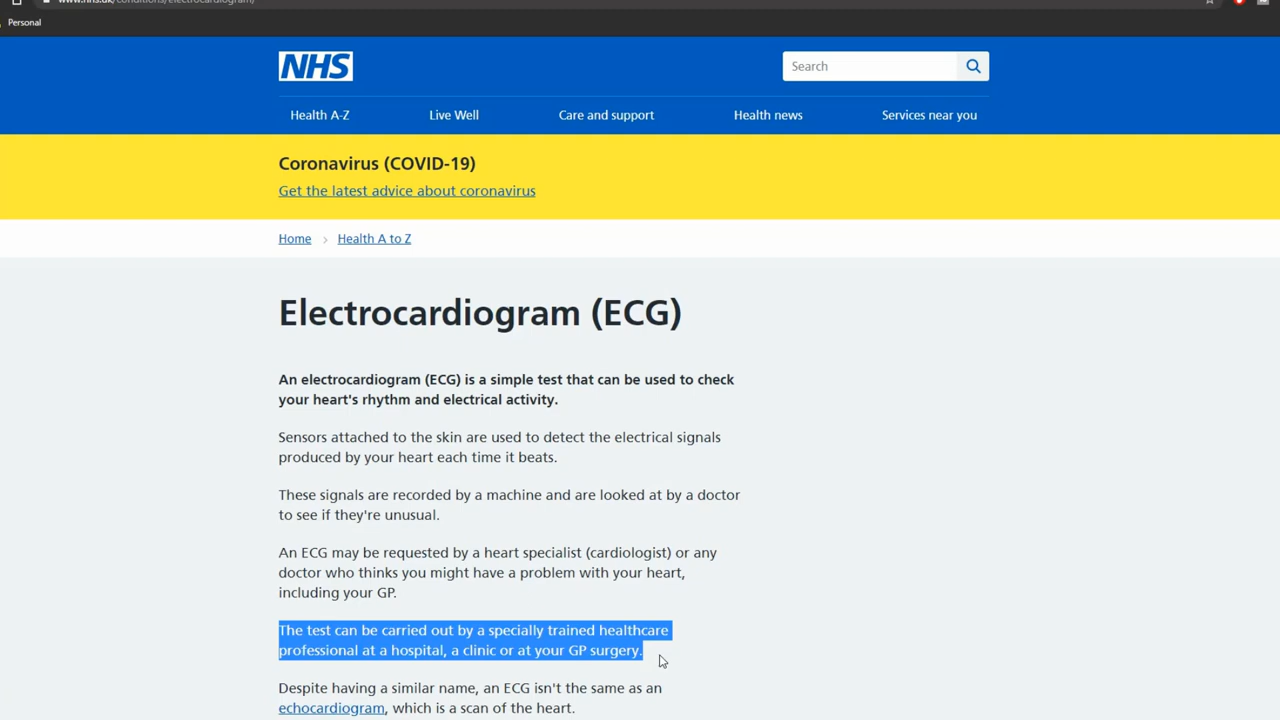 www.nhs.uk/conditions/electrocardiogram/
Personal
NHS
Search
Health A-Z
Live Well
Care and support
Health news
Services near you
Coronavirus (COVID-19)
Get the latest advice about coronavirus
Home
Health A to Z
Electrocardiogram (ECG)
An electrocardiogram (ECG) is a simple test that can be used to check
your heart's rhythm and electrical activity.
Sensors attached to the skin are used to detect the electrical signals
produced by your heart each time it beats.
These signals are recorded by a machine and are looked at by a doctor
to see if they're unusual.
An ECG may be requested by a heart specialist (cardiologist) or any
doctor who thinks you might have a problem with your heart,
including your GP.
The test can be carried out by a specially trained healthcare
professional at a hospital, a clinic or at your GP surgery.
Despite having a similar name, an ECG isn't the same as an
echocardiogram, which is a scan of the heart.